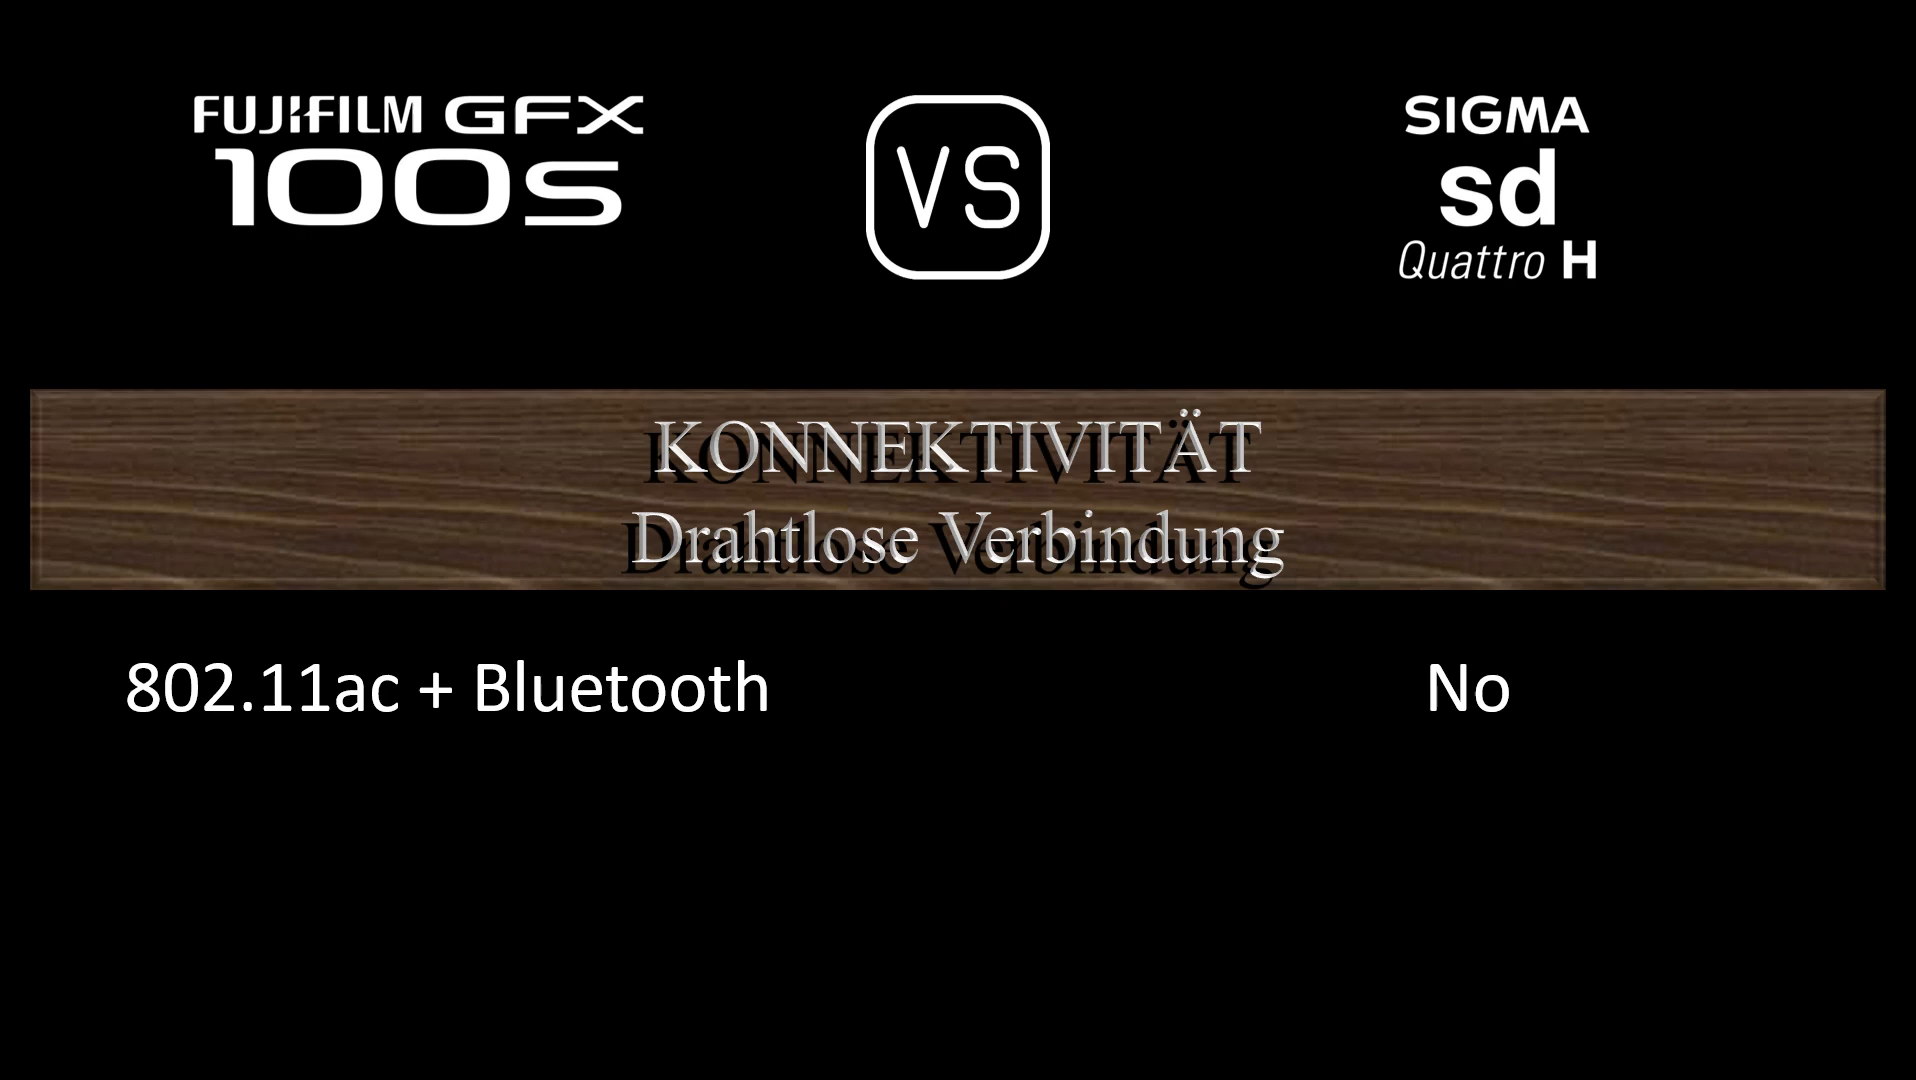 FUJIFILM GFX
100S
VS
SIGMA
sd
Quattro H
KONNEKTIVITÄT
Drahtlose Verbindung
802.11ac + Bluetooth
No